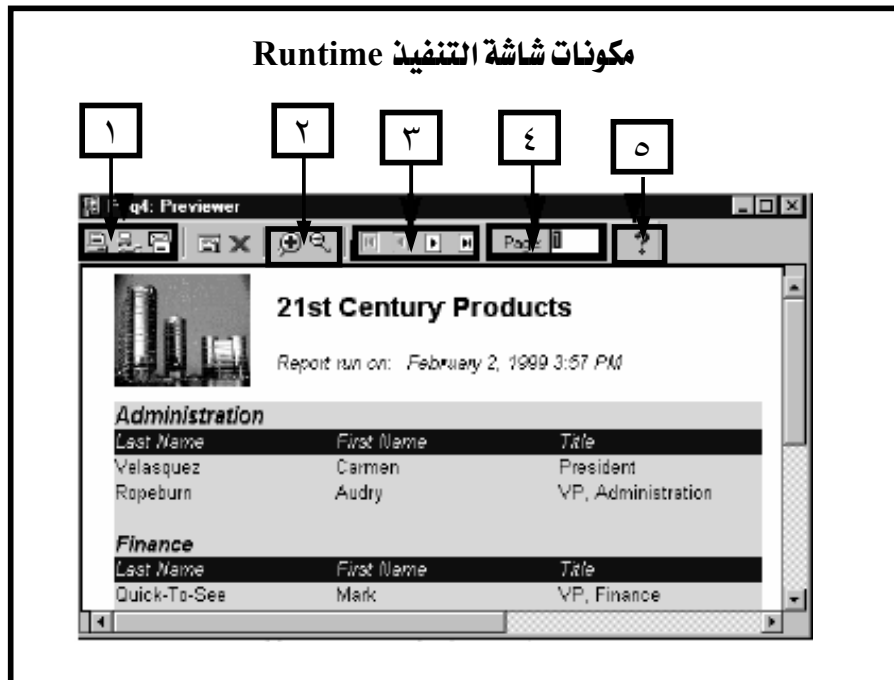 مكونات شاشة التنفيذ Runtime
١ ٢ ٣ ٤ ٥
q4: Previewer
Page: 1
21st Century Products
Report run on: February 2, 1999 3:57 PM
Administration
Last Name First Name Title
Velasquez Carmen President
Ropeburn Audry VP, Administration
Finance
Last Name First Name Title
Quick-To-See Mark VP, Finance